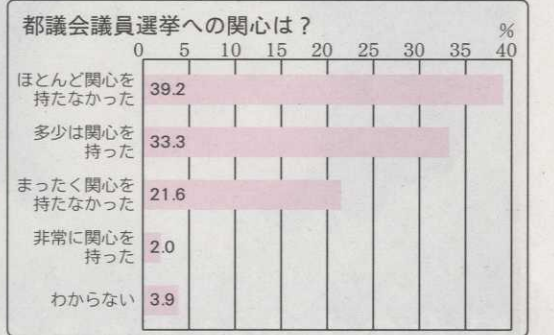 都議会議員選挙への関心は？
%
0 5 10 15 20 25 30 35 40
ほとんど関心を
持たなかった
39.2
多少は関心を
持った
33.3
まったく関心を
持たなかった
21.6
非常に関心を
持った
2.0
わからない
3.9